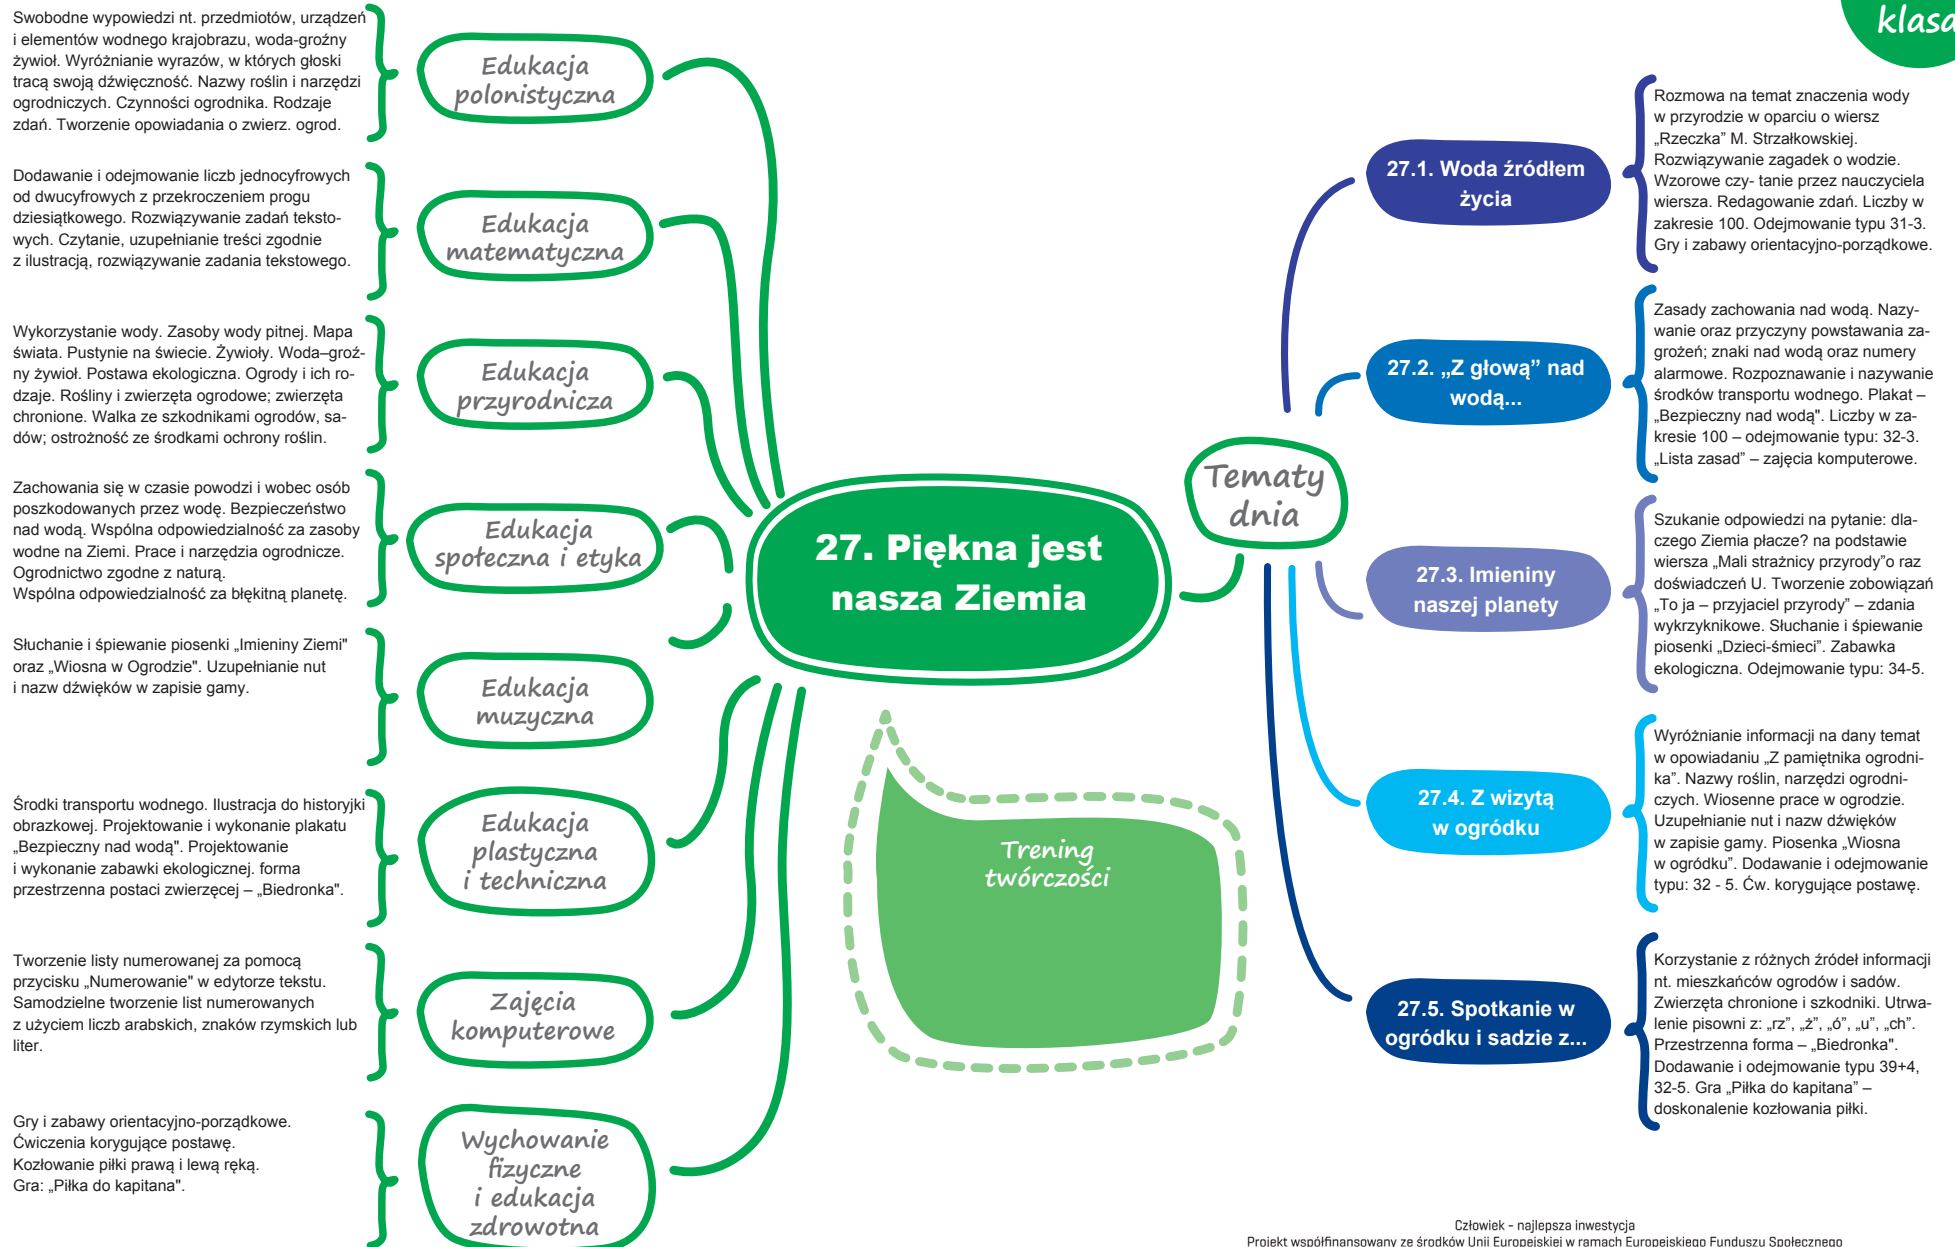 Swobodne wypowiedzi nt. przedmiotów, urządzeń
i elementów wodnego krajobrazu, woda-groźny
żywioł. Wyróżnianie wyrazów, w których głoski
tracą swoją dźwięczność. Nazwy roślin i narzędzi
ogrodniczych. Czynności ogrodnika. Rodzaje
zdań. Tworzenie opowiadania o zwierz. ogrod.
Edukacja
polonistyczna
Dodawanie i odejmowanie liczb jednocyfrowych
od dwucyfrowych z przekroczeniem progu
dziesiątkowego. Rozwiązywanie zadań teksto-
wych. Czytanie, uzupełnianie treści zgodnie
z ilustracją, rozwiązywanie zadania tekstowego.
Edukacja
matematyczna
Wykorzystanie wody. Zasoby wody pitnej. Mapa
świata. Pustynie na świecie. Żywioły. Woda–groź-
ny żywioł. Postawa ekologiczna. Ogrody i ich ro-
dzaje. Rośliny i zwierzęta ogrodowe; zwierzęta
chronione. Walka ze szkodnikami ogrodów, sa-
dów; ostrożność ze środkami ochrony roślin.
Edukacja
przyrodnicza
Zachowania się w czasie powodzi i wobec osób
poszkodowanych przez wodę. Bezpieczeństwo
nad wodą. Wspólna odpowiedzialność za zasoby
wodne na Ziemi. Prace i narzędzia ogrodnicze.
Ogrodnictwo zgodne z naturą.
Wspólna odpowiedzialność za błękitną planetę.
Edukacja
społeczna i etyka
Słuchanie i śpiewanie piosenki „Imieniny Ziemi"
oraz „Wiosna w Ogrodzie". Uzupełnianie nut
i nazw dźwięków w zapisie gamy.
Edukacja
muzyczna
Środki transportu wodnego. Ilustracja do historyjki
obrazkowej. Projektowanie i wykonanie plakatu
„Bezpieczny nad wodą". Projektowanie
i wykonanie zabawki ekologicznej. forma
przestrzenna postaci zwierzęcej – „Biedronka".
Edukacja
plastyczna
i techniczna
Tworzenie listy numerowanej za pomocą
przycisku „Numerowanie" w edytorze tekstu.
Samodzielne tworzenie list numerowanych
z użyciem liczb arabskich, znaków rzymskich lub
liter.
Zajęcia
komputerowe
Gry i zabawy orientacyjno-porządkowe.
Ćwiczenia korygujące postawę.
Kozłowanie piłki prawą i lewą ręką.
Gra: „Piłka do kapitana".
Wychowanie
fizyczne
i edukacja
zdrowotna
27. Piękna jest
nasza Ziemia
Trening
twórczości
Tematy
dnia
klasa
27.1. Woda źródłem
życia
Rozmowa na temat znaczenia wody
w przyrodzie w oparciu o wiersz
„Rzeczka” M. Strzałkowskiej.
Rozwiązywanie zagadek o wodzie.
Wzorowe czy- tanie przez nauczyciela
wiersza. Redagowanie zdań. Liczby w
zakresie 100. Odejmowanie typu 31-3.
Gry i zabawy orientacyjno-porządkowe.
27.2. „Z głową” nad
wodą...
Zasady zachowania nad wodą. Nazy-
wanie oraz przyczyny powstawania za-
grożeń; znaki nad wodą oraz numery
alarmowe. Rozpoznawanie i nazywanie
środków transportu wodnego. Plakat –
„Bezpieczny nad wodą". Liczby w za-
kresie 100 – odejmowanie typu: 32-3.
„Lista zasad” – zajęcia komputerowe.
27.3. Imieniny
naszej planety
Szukanie odpowiedzi na pytanie: dla-
czego Ziemia płacze? na podstawie
wiersza „Mali strażnicy przyrody”o raz
doświadczeń U. Tworzenie zobowiązań
„To ja – przyjaciel przyrody” – zdania
wykrzyknikowe. Słuchanie i śpiewanie
piosenki „Dzieci-śmieci”. Zabawka
ekologiczna. Odejmowanie typu: 34-5.
27.4. Z wizytą
w ogródku
Wyróżnianie informacji na dany temat
w opowiadaniu „Z pamiętnika ogrodni-
ka”. Nazwy roślin, narzędzi ogrodni-
czych. Wiosenne prace w ogrodzie.
Uzupełnianie nut i nazw dźwięków
w zapisie gamy. Piosenka „Wiosna
w ogródku”. Dodawanie i odejmowanie
typu: 32 - 5. Ćw. korygujące postawę.
27.5. Spotkanie w
ogródku i sadzie z...
Korzystanie z różnych źródeł informacji
nt. mieszkańców ogrodów i sadów.
Zwierzęta chronione i szkodniki. Utrwa-
lenie pisowni z: „rz”, „ż”, „ó”, „u”, „ch”.
Przestrzenna forma – „Biedronka".
Dodawanie i odejmowanie typu 39+4,
32-5. Gra „Piłka do kapitana” –
doskonalenie kozłowania piłki.
Człowiek - najlepsza inwestycja
Projekt współfinansowany ze środków Unii Europejskiej w ramach Europejskiego Funduszu Społecznego